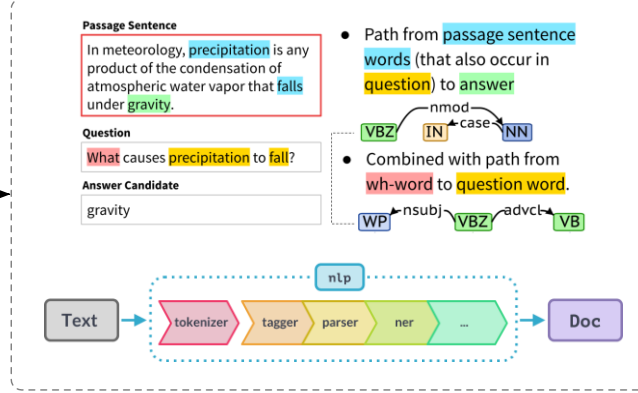 Passage Sentence
In meteorology, precipitation is any
product of the condensation of
atmospheric water vapor that falls
under gravity.
Question
What causes precipitation to fall?
Answer Candidate
gravity
● Path from passage sentence
words (that also occur in
question) to answer
nmod
case
VBZ IN NN
● Combined with path from
wh-word to question word.
nsubj advcl
WP VBZ VB
nlp
Text tokenizer tagger parser ner ... Doc